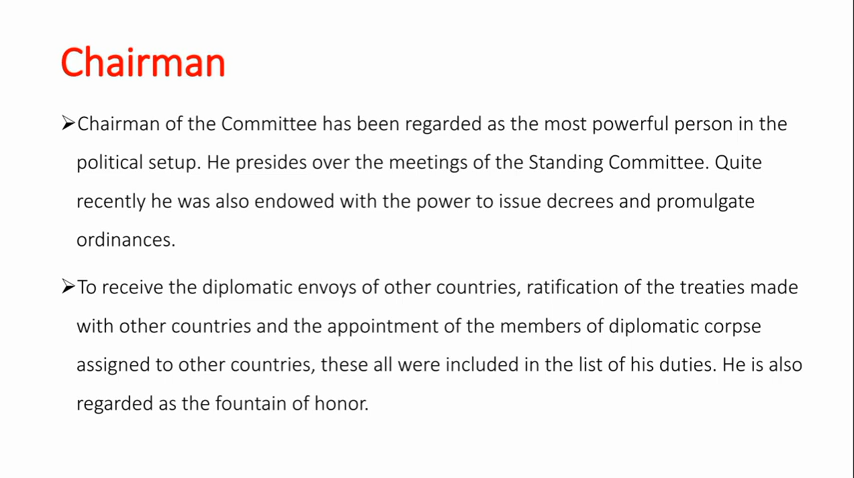 Chairman
➢Chairman of the Committee has been regarded as the most powerful person in the
political setup. He presides over the meetings of the Standing Committee. Quite
recently he was also endowed with the power to issue decrees and promulgate
ordinances.
➢To receive the diplomatic envoys of other countries, ratification of the treaties made
with other countries and the appointment of the members of diplomatic corpse
assigned to other countries, these all were included in the list of his duties. He is also
regarded as the fountain of honor.